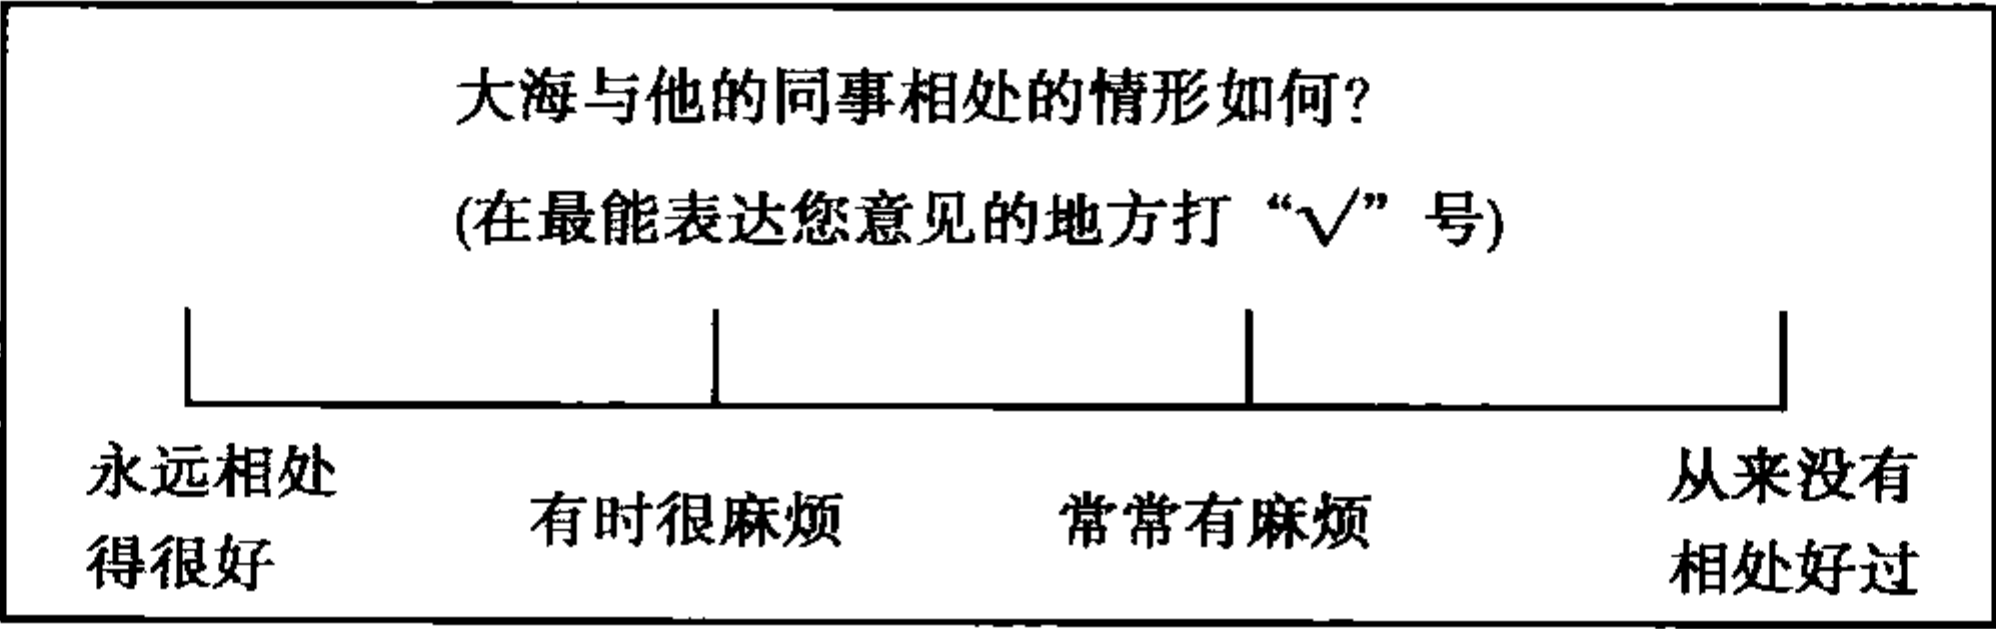 大海与他的同事相处的情形如何?
(在最能表达您意见的地方打“√”号)
永远相处
得很好
有时很麻烦
常常有麻烦
从来没有
相处好过